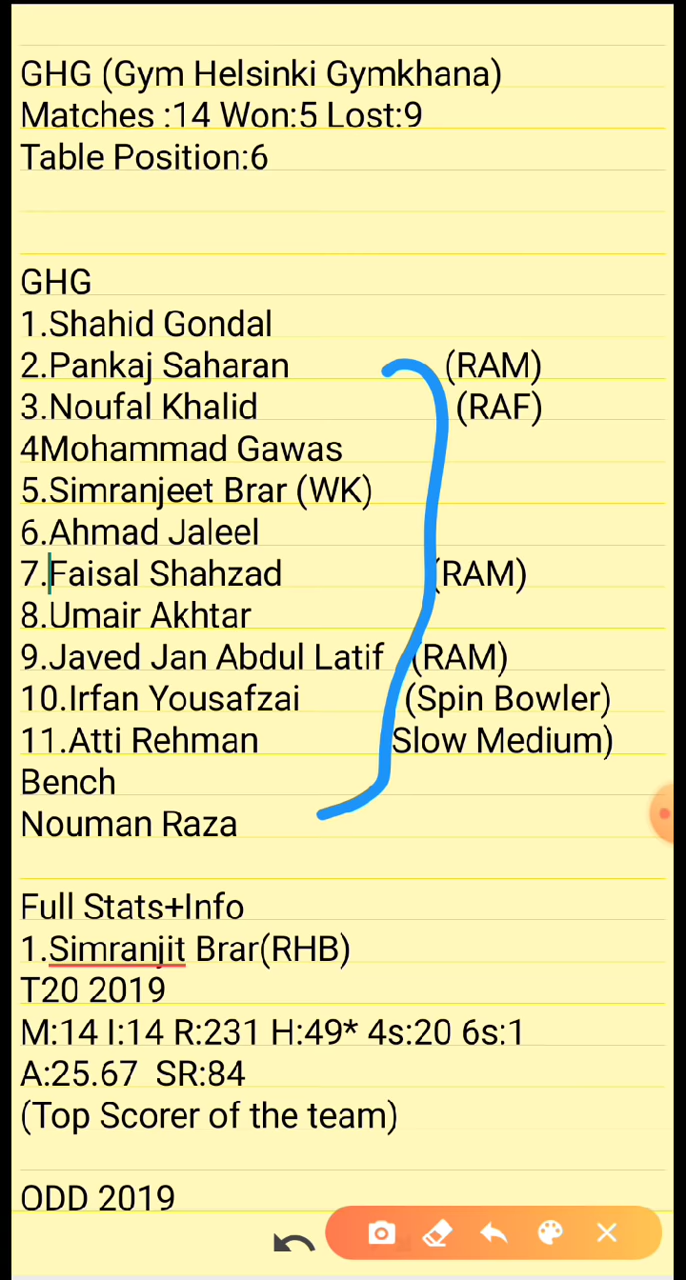 GHG (Gym Helsinki Gymkhana)
Matches :14 Won:5 Lost:9
Table Position:6
GHG
1.Shahid Gondal
2.Pankaj Saharan (RAM)
3.Noufal Khalid (RAF)
4Mohammad Gawas
5.Simranjeet Brar (WK)
6.Ahmad Jaleel
7.Faisal Shahzad (RAM)
8.Umair Akhtar
9.Javed Jan Abdul Latif (RAM)
10.Irfan Yousafzai (Spin Bowler)
11.Atti Rehman Slow Medium)
Bench
Nouman Raza
Full Stats+Info
1.Simranjit Brar(RHB)
T20 2019
M:14 I:14 R:231 H:49* 4s:20 6s:1
A:25.67 SR:84
(Top Scorer of the team)
ODD 2019